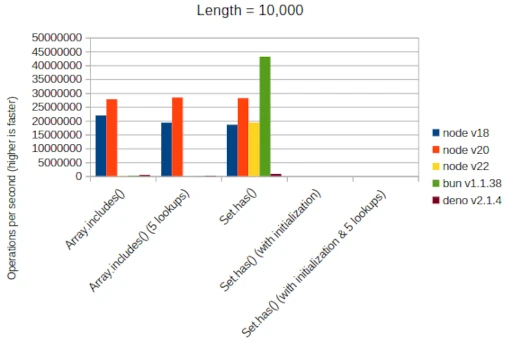 Length = 10,000
Operations per second (higher is faster)
50000000
45000000
40000000
35000000
30000000
25000000
20000000
15000000
10000000
5000000
0
Array.includes()
Array.includes() (5 lookups)
Set.has()
Set.has() (with initialization)
Set.has() (with initialization & 5 lookups)
node v18
node v20
node v22
bun v1.1.38
deno v2.1.4